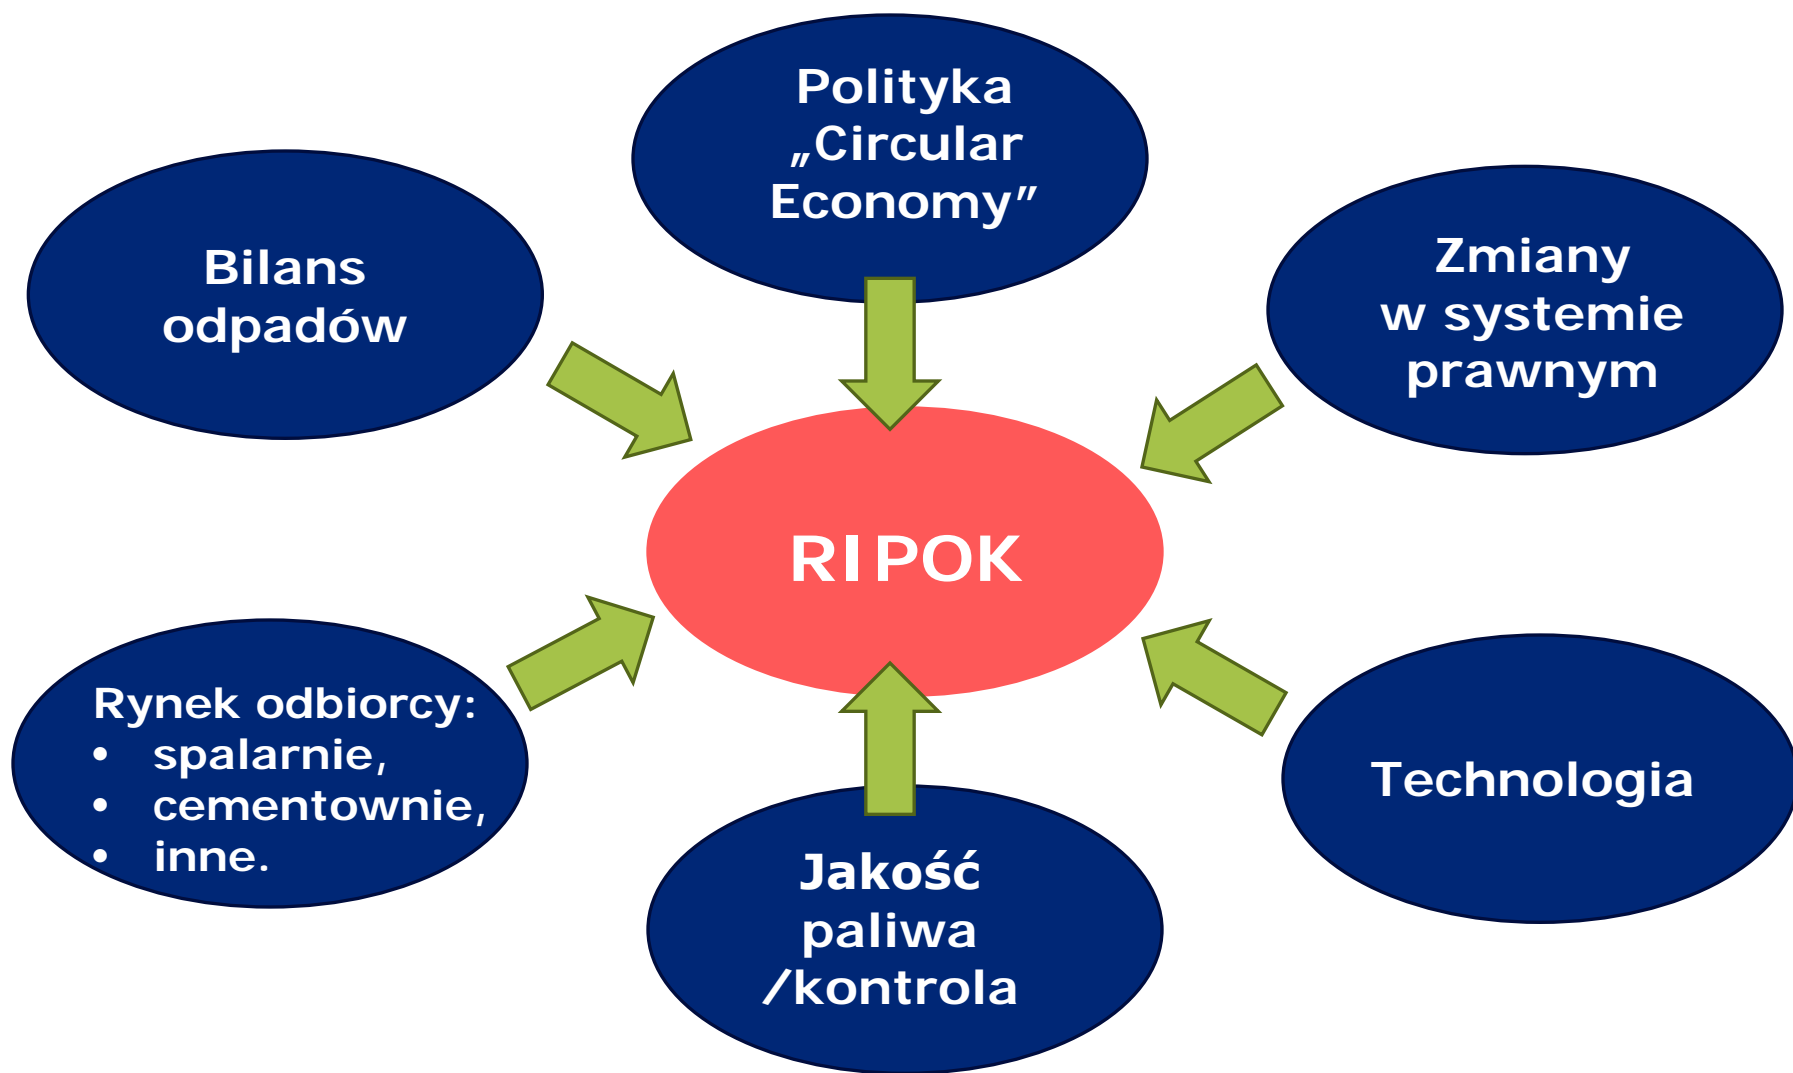 Polityka
„Circular
Economy”
Bilans
odpadów
Zmiany
w systemie
prawnym
RIPOK
Rynek odbiorcy:
• spalarnie,
• cementownie,
• inne.
Technologia
Jakość
paliwa
/kontrola